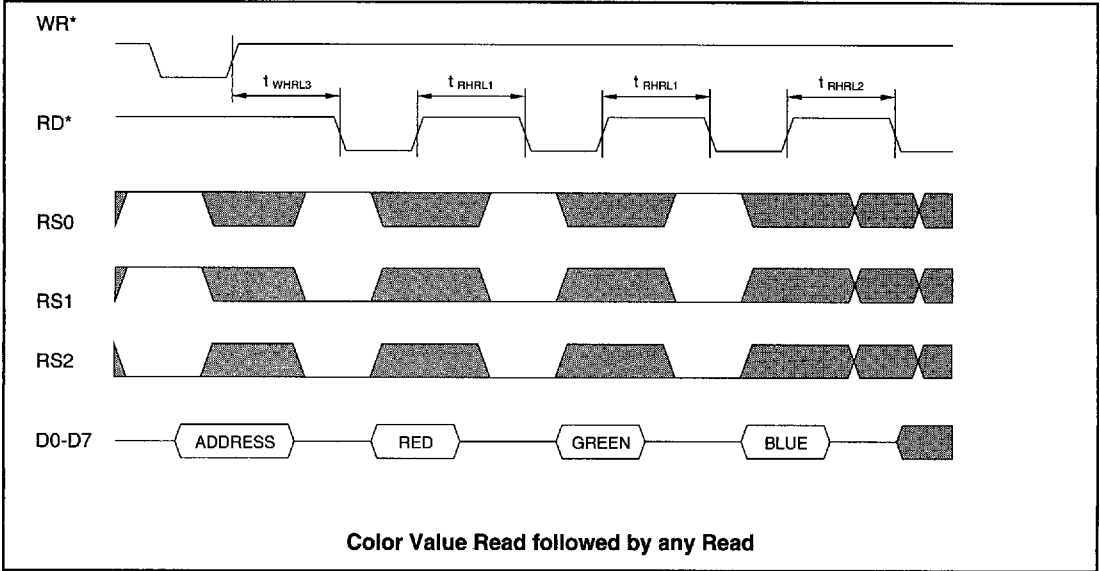 WR*
t WHRL3
t RHRL1
t RHRL1
t RHRL2
RD*
RS0
RS1
RS2
D0-D7
ADDRESS
RED
GREEN
BLUE
Color Value Read followed by any Read